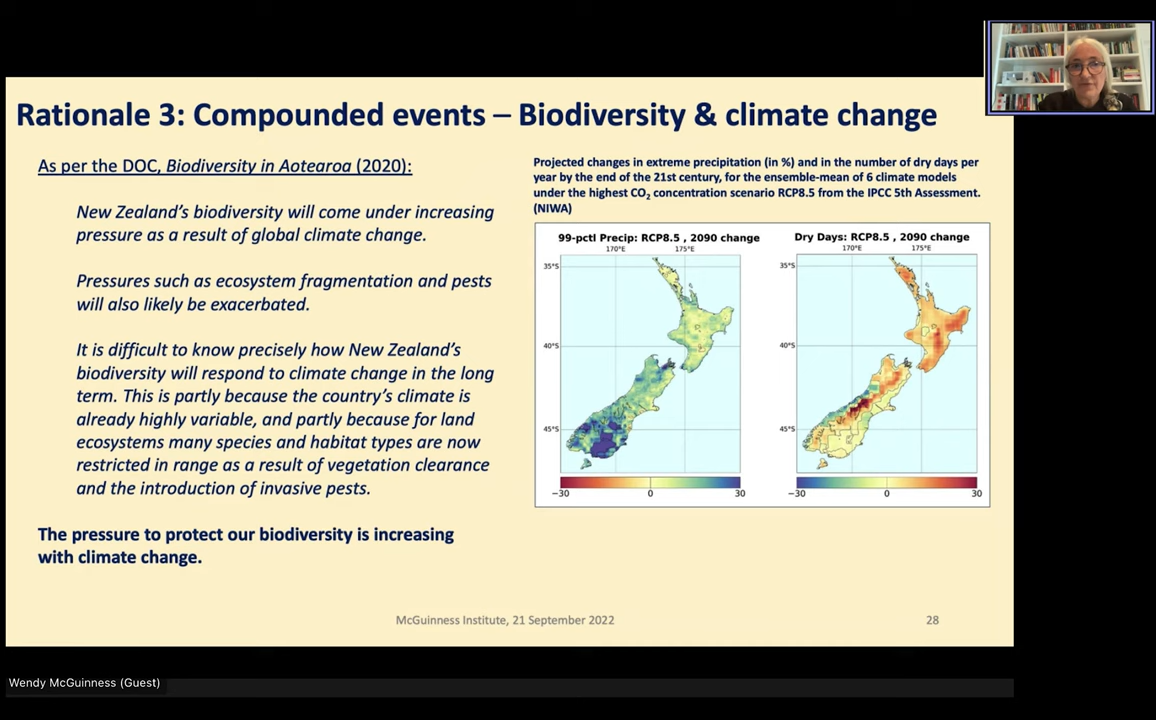 Rationale 3: Compounded events – Biodiversity & climate change
As per the DOC, Biodiversity in Aotearoa (2020):
New Zealand's biodiversity will come under increasing
pressure as a result of global climate change.
Pressures such as ecosystem fragmentation and pests
will also likely be exacerbated.
It is difficult to know precisely how New Zealand's
biodiversity will respond to climate change in the long
term. This is partly because the country's climate is
already highly variable, and partly because for land
ecosystems many species and habitat types are now
restricted in range as a result of vegetation clearance
and the introduction of invasive pests.
The pressure to protect our biodiversity is increasing
with climate change.
Projected changes in extreme precipitation (in %) and in the number of dry days per
year by the end of the 21st century, for the ensemble-mean of 6 climate models
under the highest CO₂ concentration scenario RCP8.5 from the IPCC 5th Assessment.
(NIWA)
99-pctl Precip: RCP8.5 , 2090 change
170°E 175°E
35°S
40°S
45°S
−30 0 30
Dry Days: RCP8.5 , 2090 change
170°E 175°E
35°S
40°S
45°S
−30 0 30
McGuinness Institute, 21 September 2022
28
Wendy McGuinness (Guest)